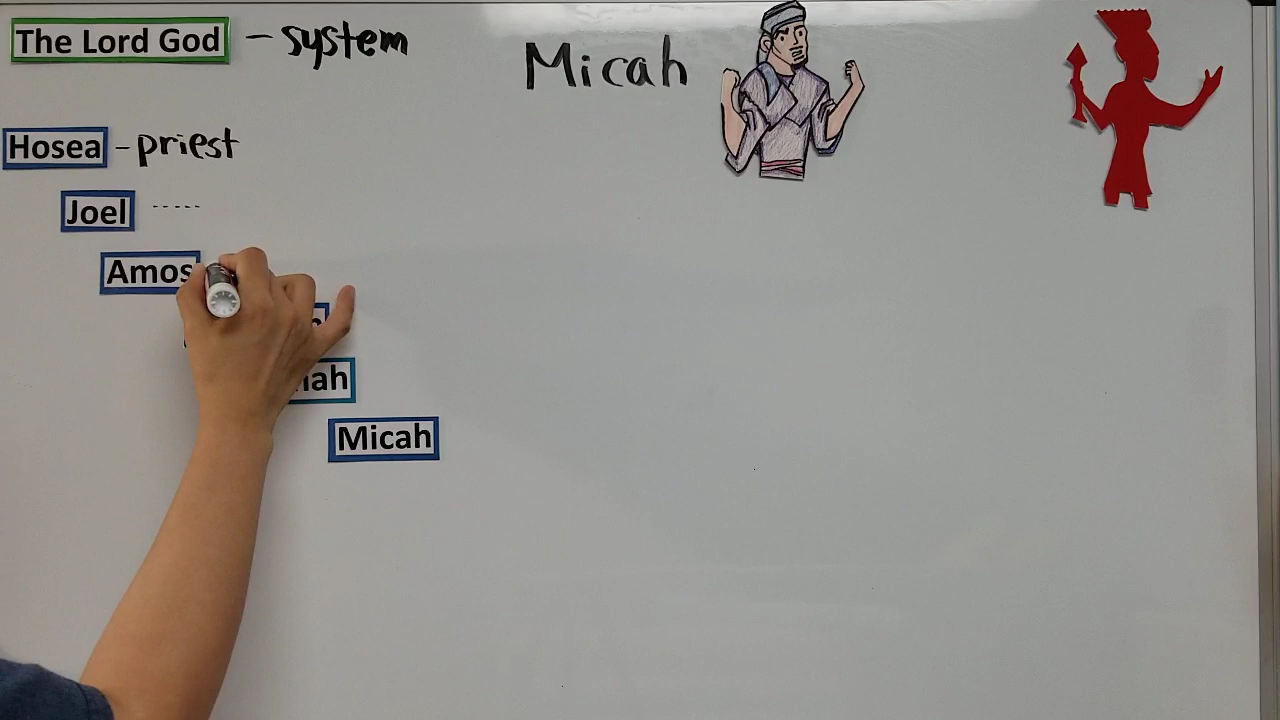 The Lord God - system
Micah
Hosea - priest
Joel -----
Amos
Micah